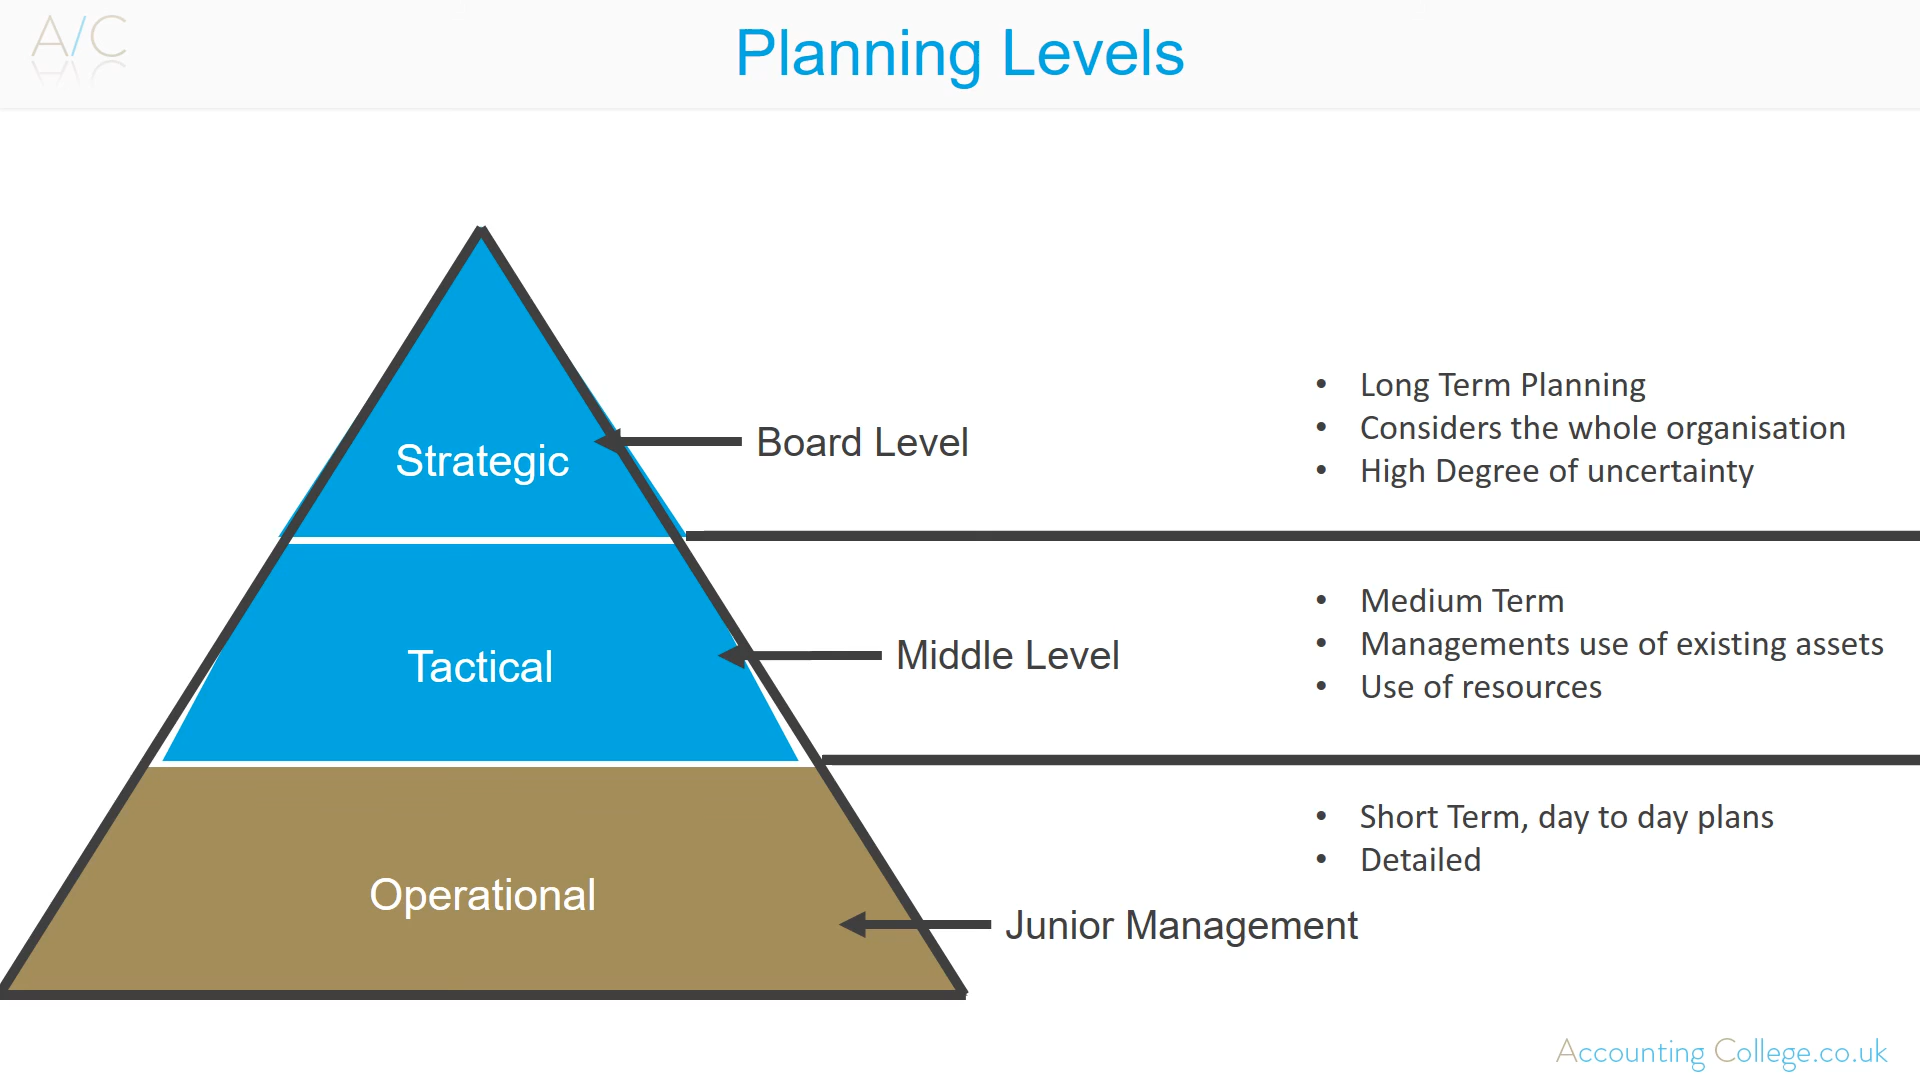 A/C
Planning Levels
Strategic
Board Level
• Long Term Planning
• Considers the whole organisation
• High Degree of uncertainty
Tactical
Middle Level
• Medium Term
• Managements use of existing assets
• Use of resources
Operational
Junior Management
• Short Term, day to day plans
• Detailed
Accounting College.co.uk